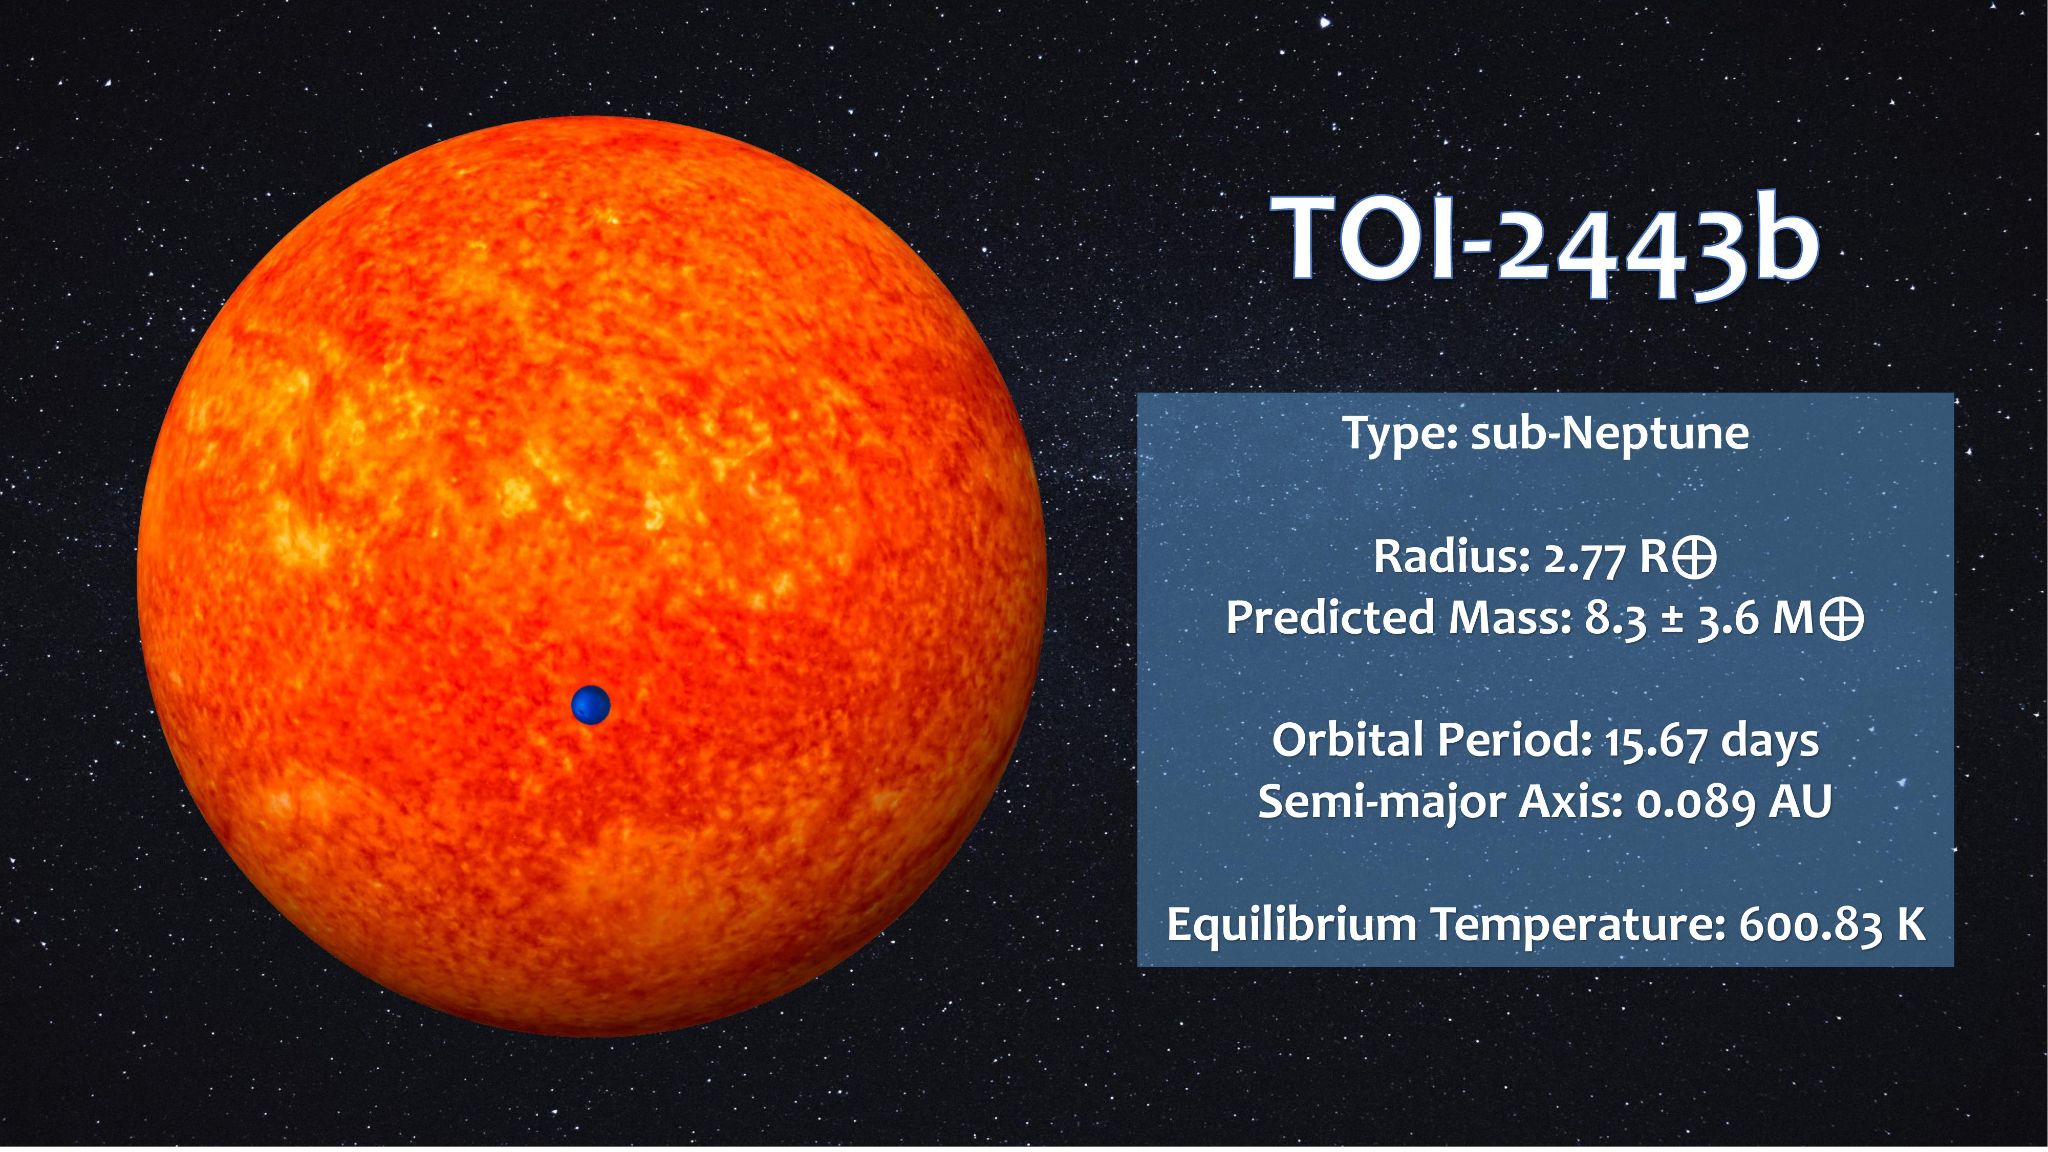 TOI-2443b
Type: sub-Neptune
Radius: 2.77 R⊕
Predicted Mass: 8.3 ± 3.6 M⊕
Orbital Period: 15.67 days
Semi-major Axis: 0.089 AU
Equilibrium Temperature: 600.83 K